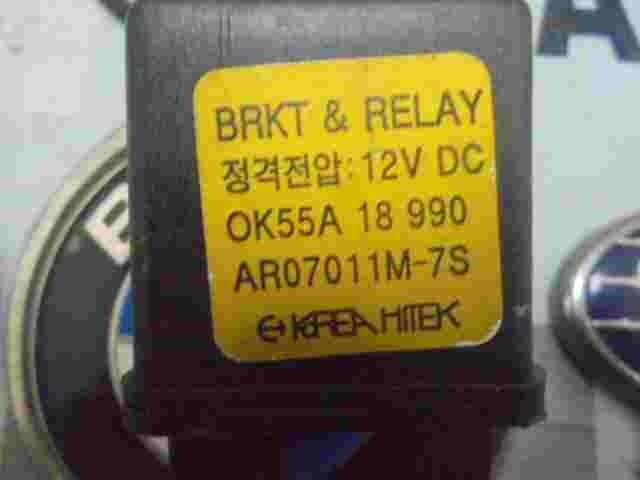 BRKT & RELAY
정격전압: 12V DC
OK55A 18 990
AR07011M-7S
KOREA HITEK
B
A